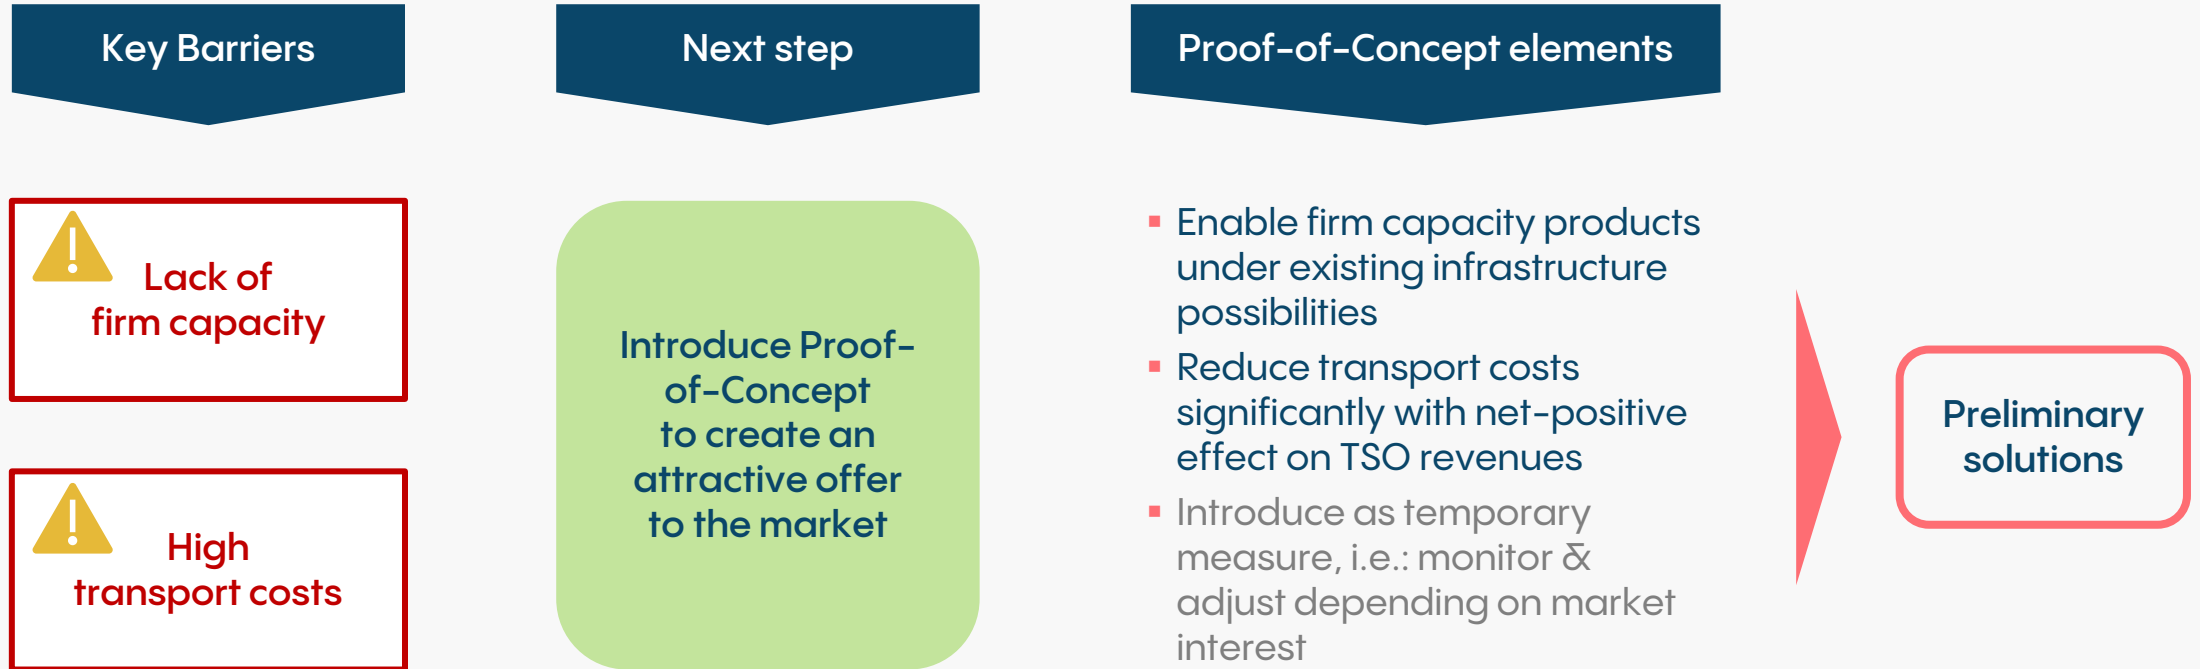 Key Barriers
Next step
Proof-of-Concept elements
Lack of
firm capacity
High
transport costs
Introduce Proof-
of-Concept
to create an
attractive offer
to the market
▪ Enable firm capacity products
under existing infrastructure
possibilities
▪ Reduce transport costs
significantly with net-positive
effect on TSO revenues
▪ Introduce as temporary
measure, i.e.: monitor &
adjust depending on market
interest
Preliminary
solutions